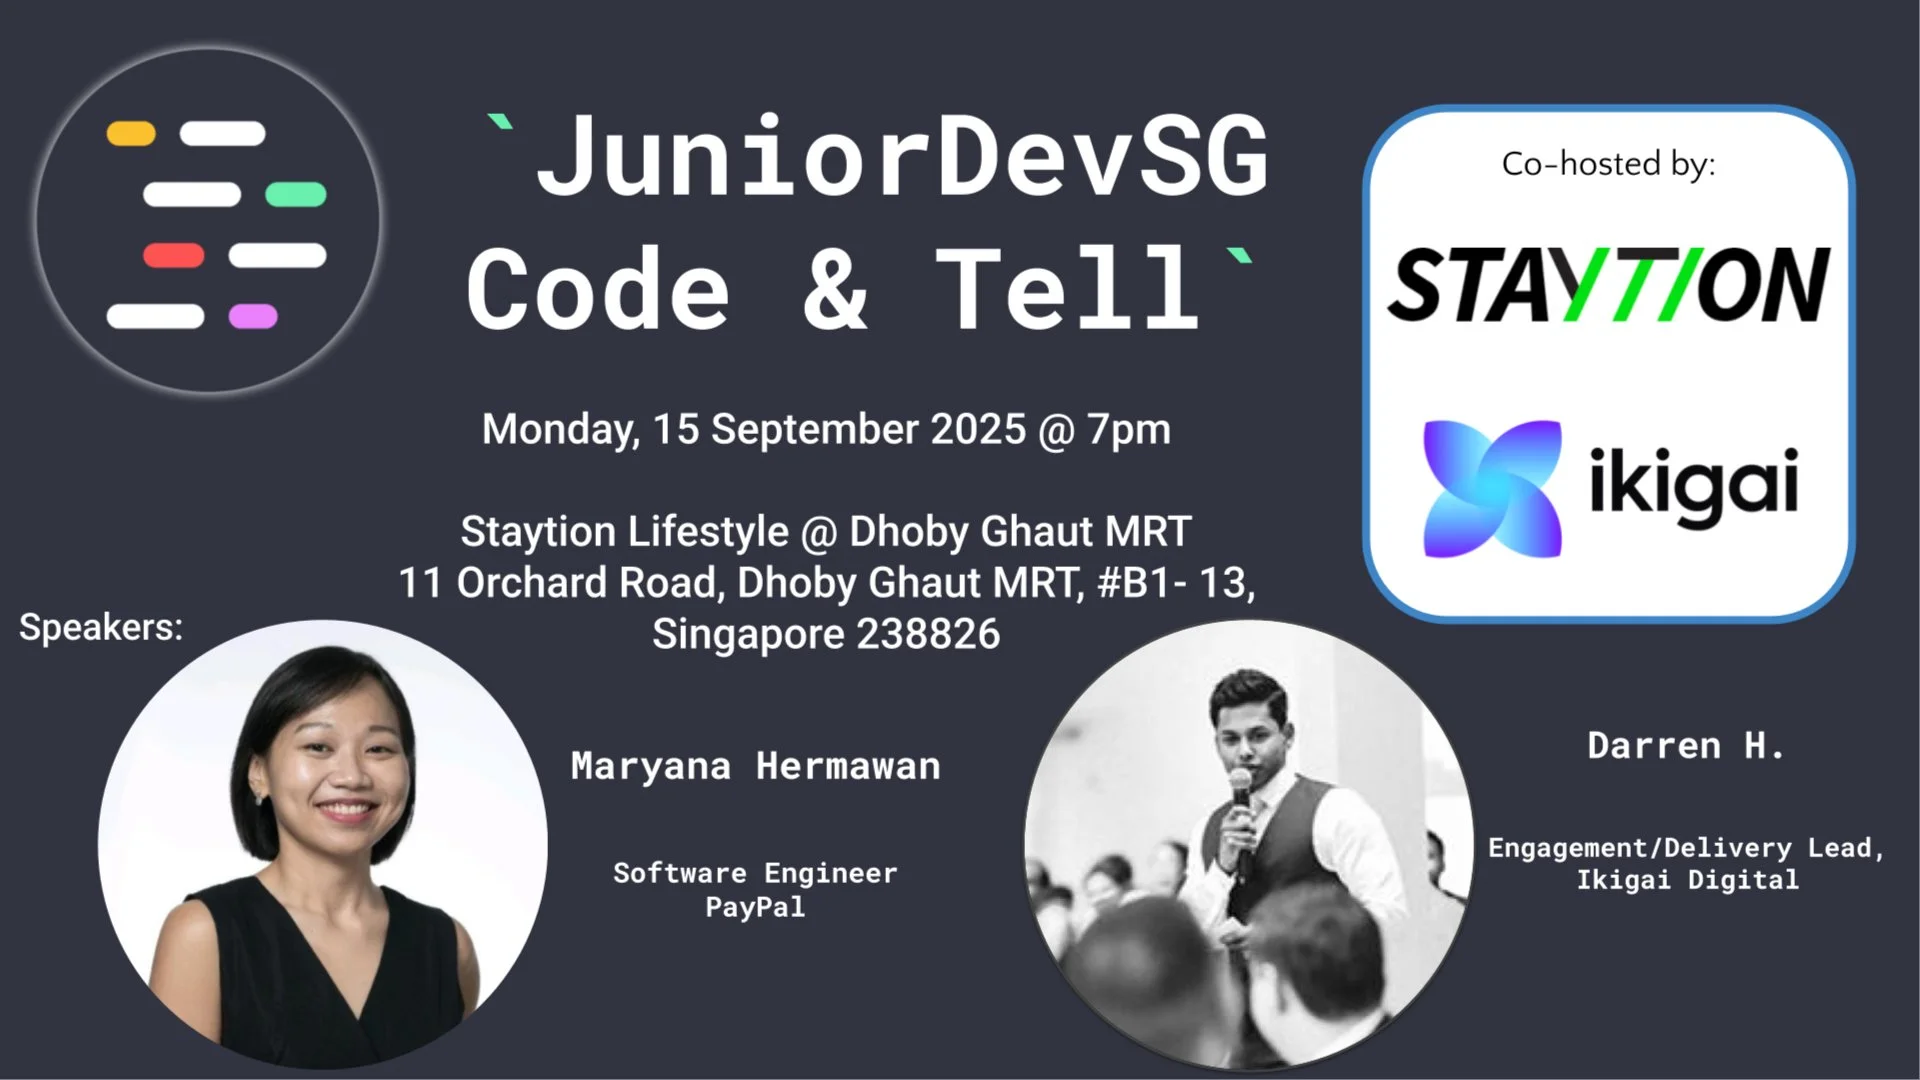 `JuniorDevSG
Code & Tell`
Co-hosted by:
STAYTION
ikigai
Monday, 15 September 2025 @ 7pm
Staytion Lifestyle @ Dhoby Ghaut MRT
11 Orchard Road, Dhoby Ghaut MRT, #B1- 13,
Singapore 238826
Speakers:
Maryana Hermawan
Software Engineer
PayPal
Darren H.
Engagement/Delivery Lead,
Ikigai Digital